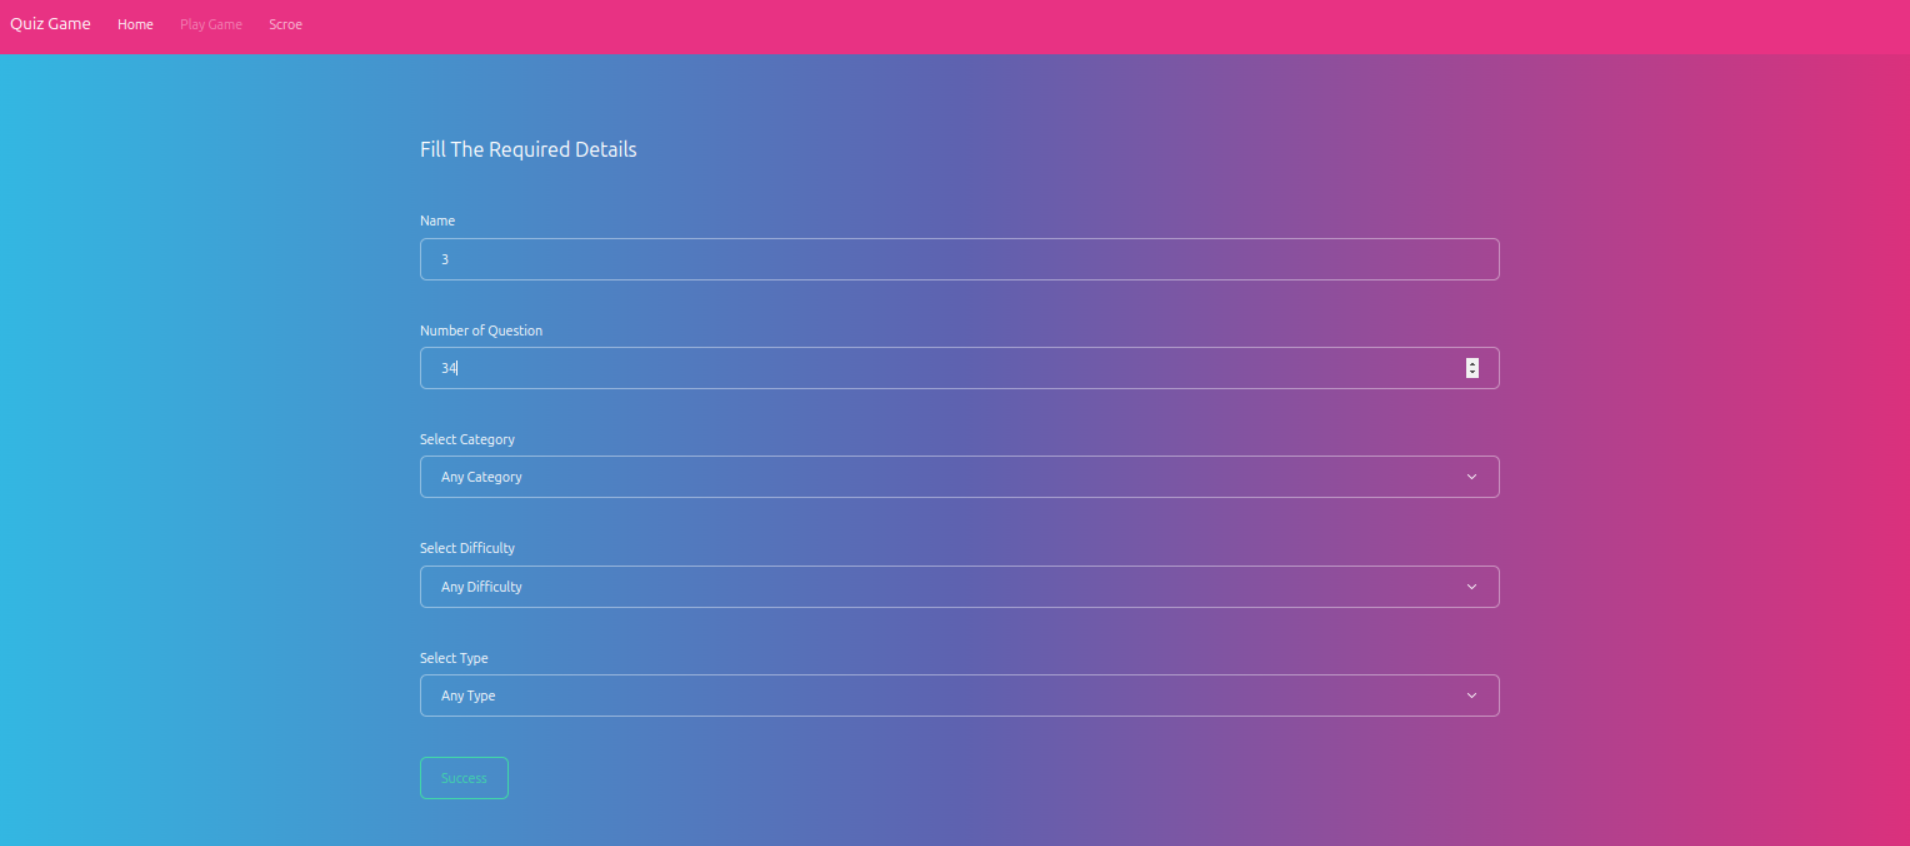 Quiz Game Home Play Game Scroe
Fill The Required Details
Name
3
Number of Question
34
Select Category
Any Category
Select Difficulty
Any Difficulty
Select Type
Any Type
Success